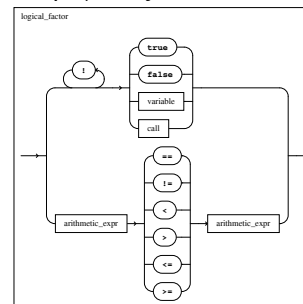 logical_factor
!
true
false
variable
call
==
!=
<
arithmetic_expr > arithmetic_expr
<=
>=